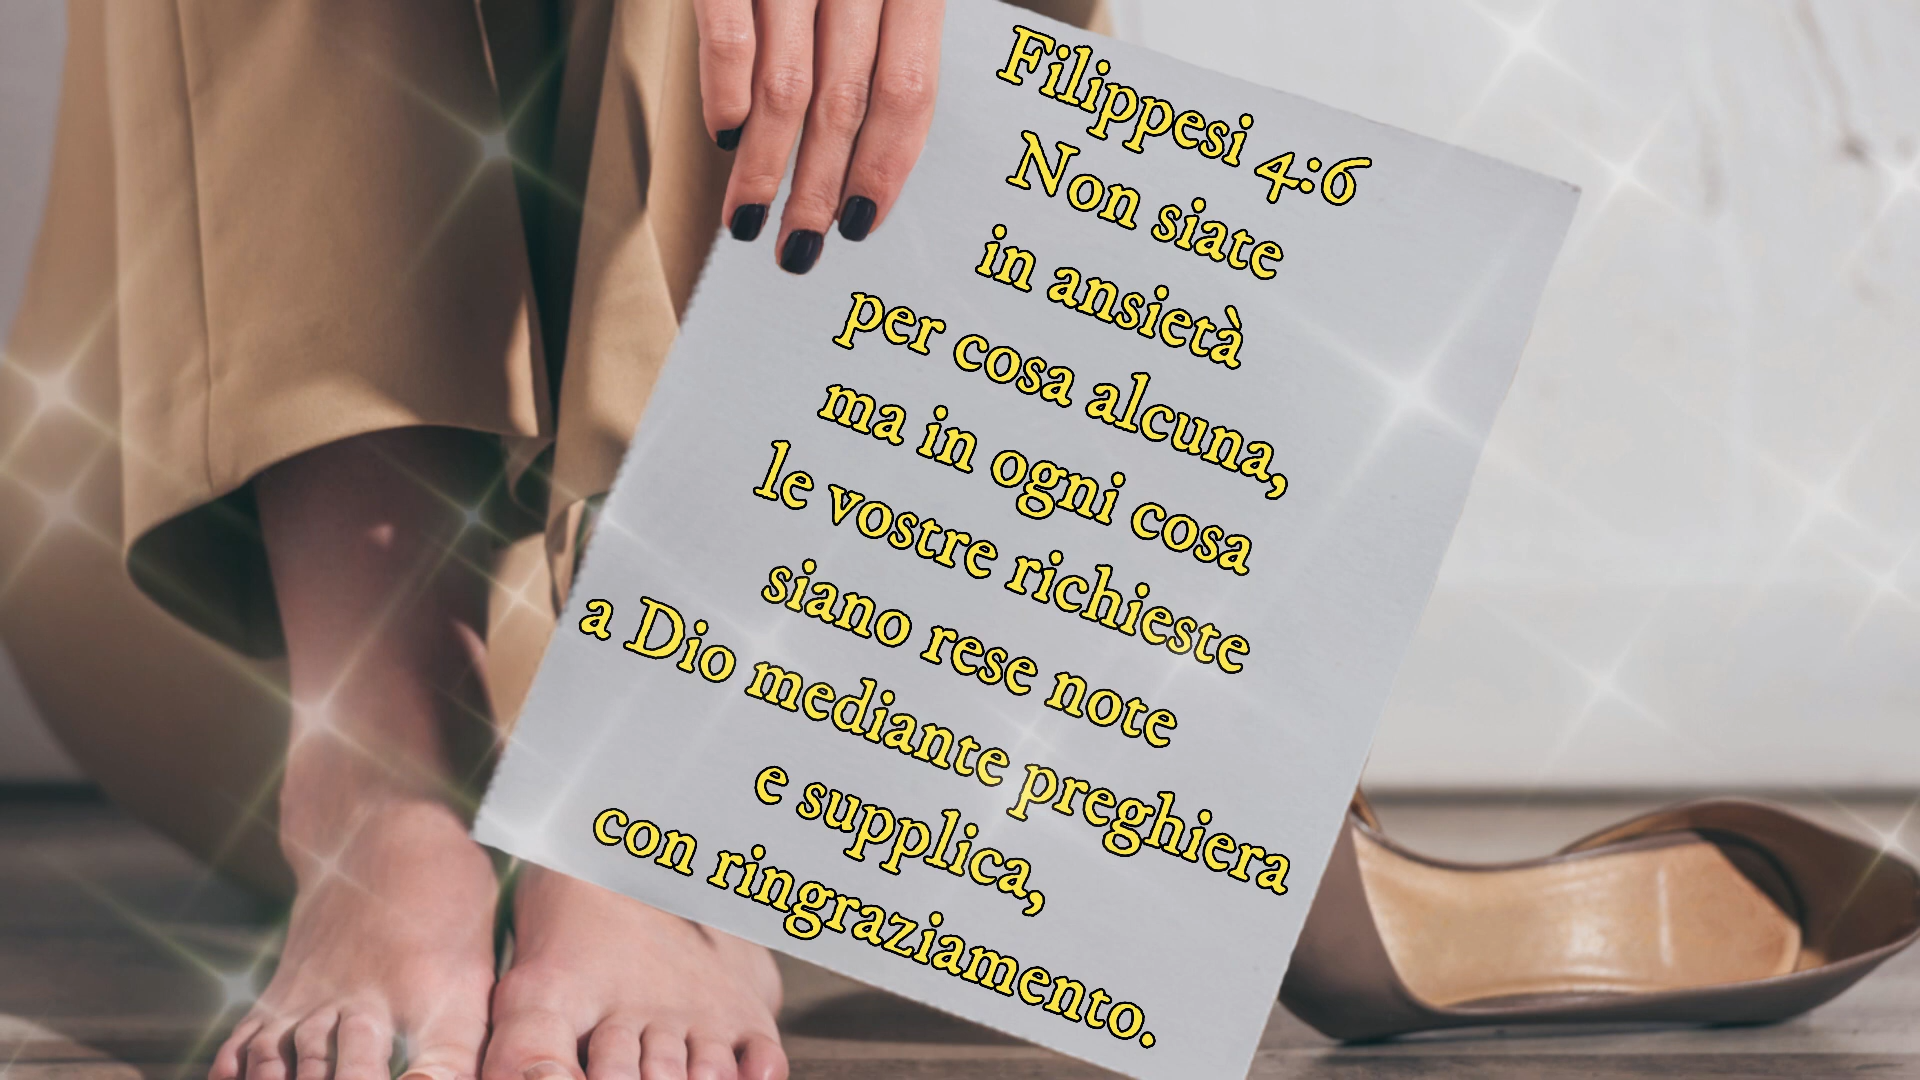 Filippesi 4:6
Non siate
in ansietà
per cosa alcuna,
ma in ogni cosa
le vostre richieste
siano rese note
a Dio mediante preghiera
e supplica,
con ringraziamento.